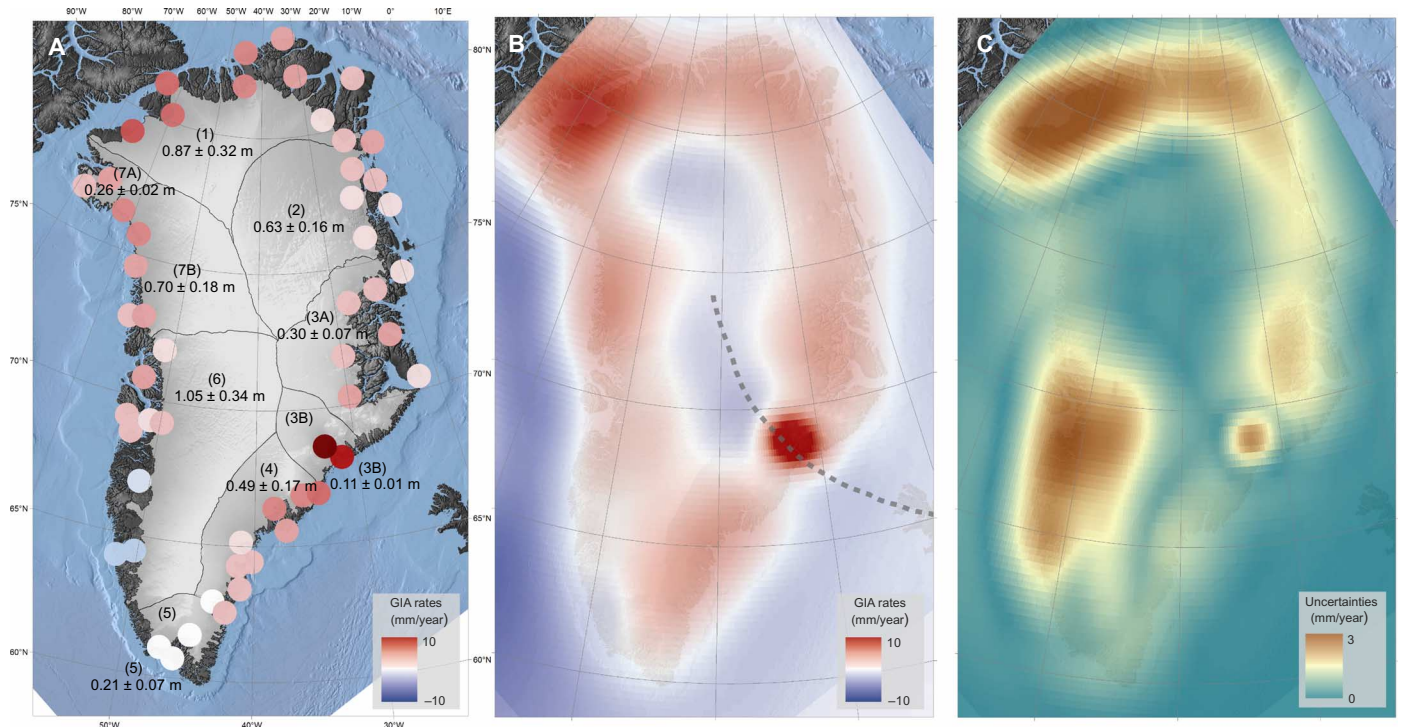 90°W 80°W 70°W 60°W 50°W 40°W 30°W 20°W 10°W 0° 10°E
A
B
C
80°N
75°N
70°N
65°N
60°N
75°N
70°N
65°N
60°N
50°W 40°W 30°W
(1)
0.87 ± 0.32 m
(7A)
0.26 ± 0.02 m
(2)
0.63 ± 0.16 m
(7B)
0.70 ± 0.18 m
(3A)
0.30 ± 0.07 m
(6)
1.05 ± 0.34 m
(3B)
(4)
0.49 ± 0.17 m
(3B)
0.11 ± 0.01 m
(5)
(5)
0.21 ± 0.07 m
GIA rates
(mm/year)
10
–10
GIA rates
(mm/year)
10
–10
Uncertainties
(mm/year)
3
0